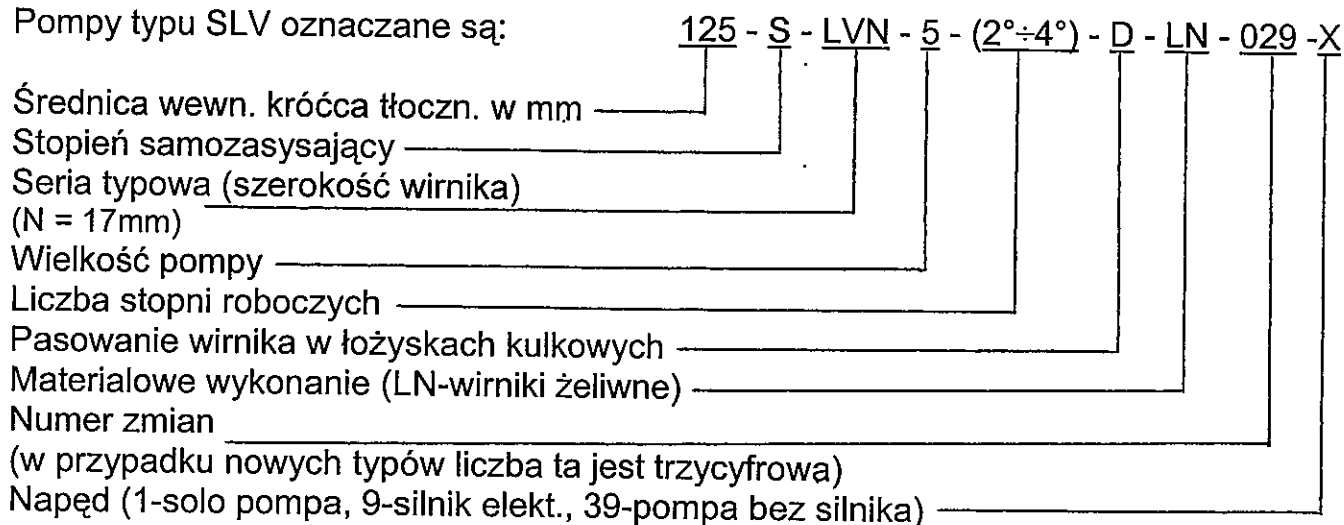 Pompy typu SLV oznaczane są: 125 - S - LVN - 5 - (2°÷4°) - D - LN - 029 -X
Średnica wewn. króćca tłoczn. w mm
Stopień samozasysający
Seria typowa (szerokość wirnika)
(N = 17mm)
Wielkość pompy
Liczba stopni roboczych
Pasowanie wirnika w łożyskach kulkowych
Materialowe wykonanie (LN-wirniki żeliwne)
Numer zmian
(w przypadku nowych typów liczba ta jest trzycyfrowa)
Napęd (1-solo pompa, 9-silnik elekt., 39-pompa bez silnika)